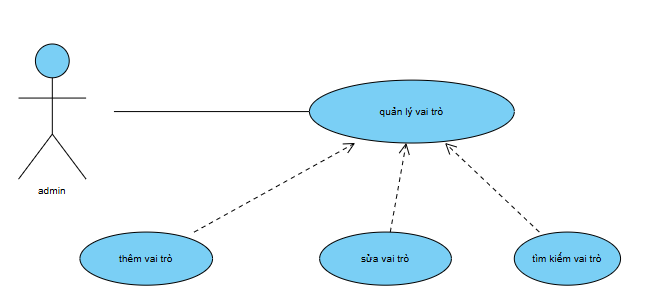 quản lý vai trò
admin
thêm vai trò
sửa vai trò
tìm kiếm vai trò